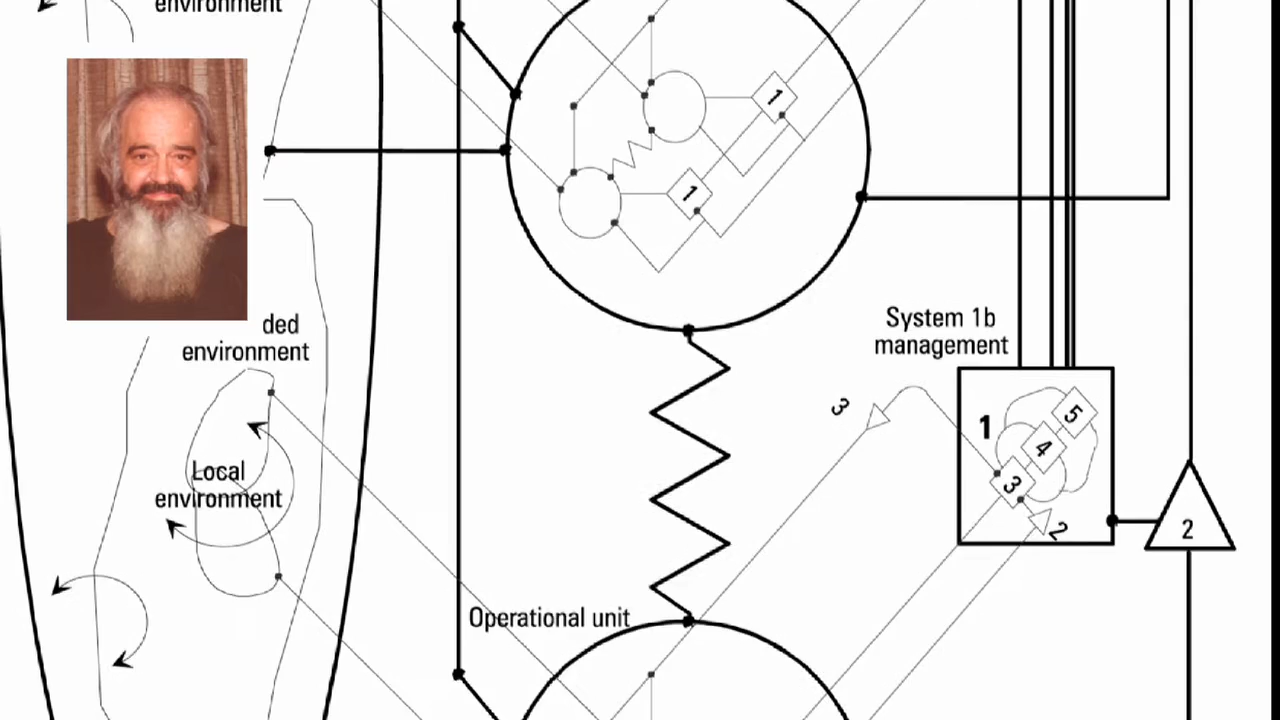 environment
1
1
ded
environment
System 1b
management
3
1
5
4
3
2
2
Local
environment
Operational unit